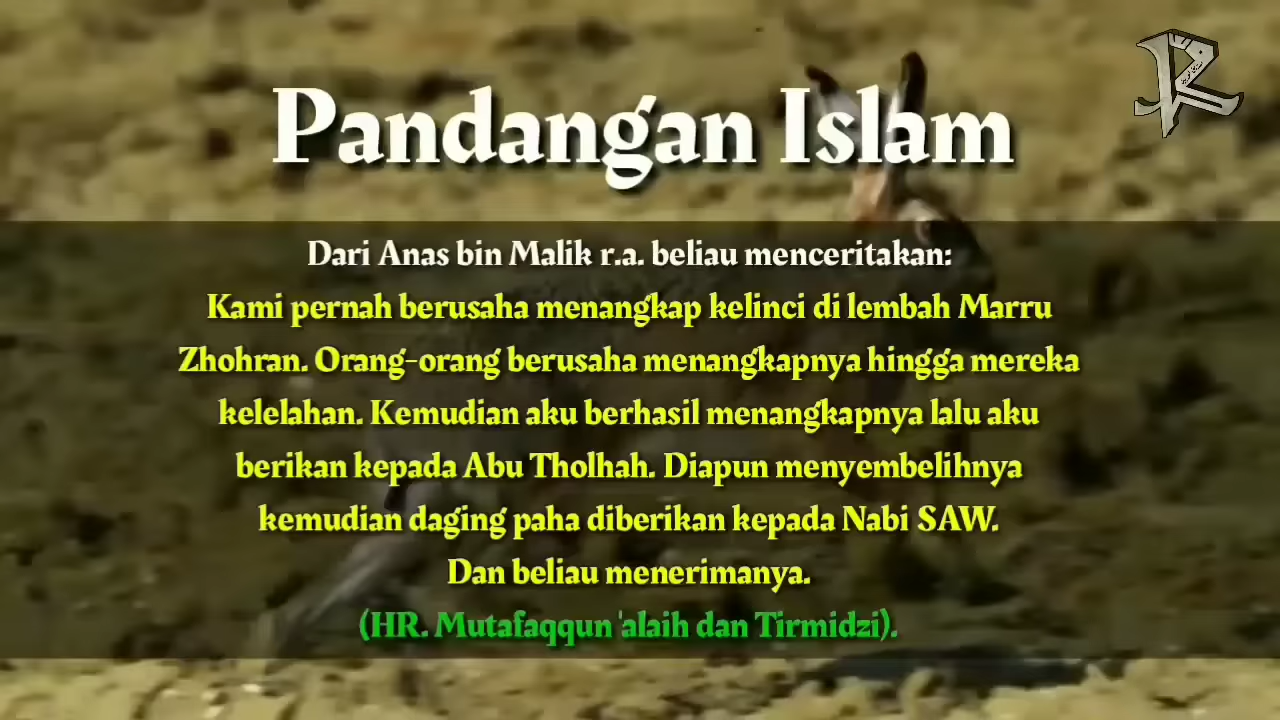 Pandangan Islam
Dari Anas bin Malik r.a. beliau menceritakan:
Kami pernah berusaha menangkap kelinci di lembah Marru
Zhohran. Orang-orang berusaha menangkapnya hingga mereka
kelelahan. Kemudian aku berhasil menangkapnya lalu aku
berikan kepada Abu Tholhah. Diapun menyembelihnya
kemudian daging paha diberikan kepada Nabi SAW.
Dan beliau menerimanya.
(HR. Mutafaqqun 'alaih dan Tirmidzi).